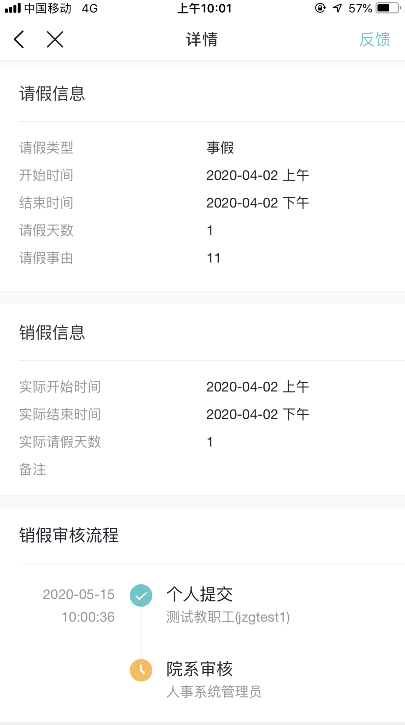 中国移动 4G 上午10:01 57%
详情 反馈
请假信息
请假类型 事假
开始时间 2020-04-02 上午
结束时间 2020-04-02 下午
请假天数 1
请假事由 11
销假信息
实际开始时间 2020-04-02 上午
实际结束时间 2020-04-02 下午
实际请假天数 1
备注
销假审核流程
2020-05-15 个人提交
10:00:36 测试教职工(jzgtest1)
院系审核
人事系统管理员